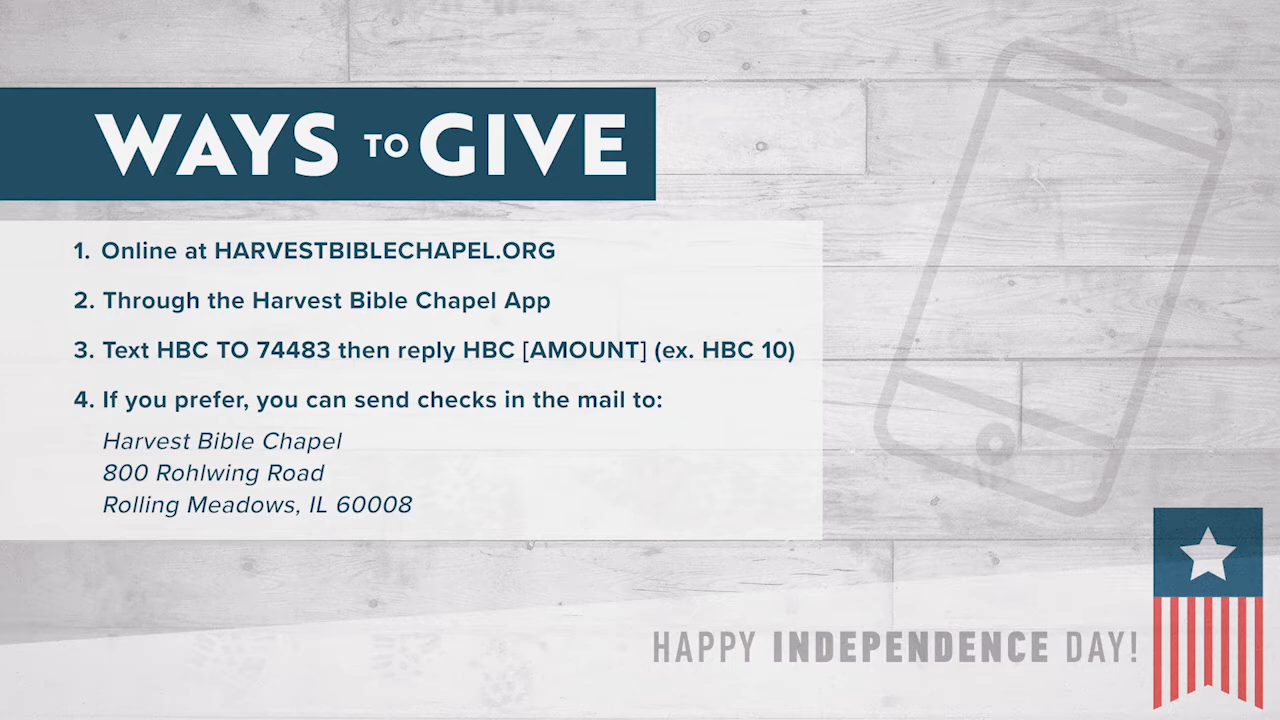 WAYS TO GIVE
1. Online at HARVESTBIBLECHAPEL.ORG
2. Through the Harvest Bible Chapel App
3. Text HBC TO 74483 then reply HBC [AMOUNT] (ex. HBC 10)
4. If you prefer, you can send checks in the mail to:
Harvest Bible Chapel
800 Rohlwing Road
Rolling Meadows, IL 60008
HAPPY INDEPENDENCE DAY!